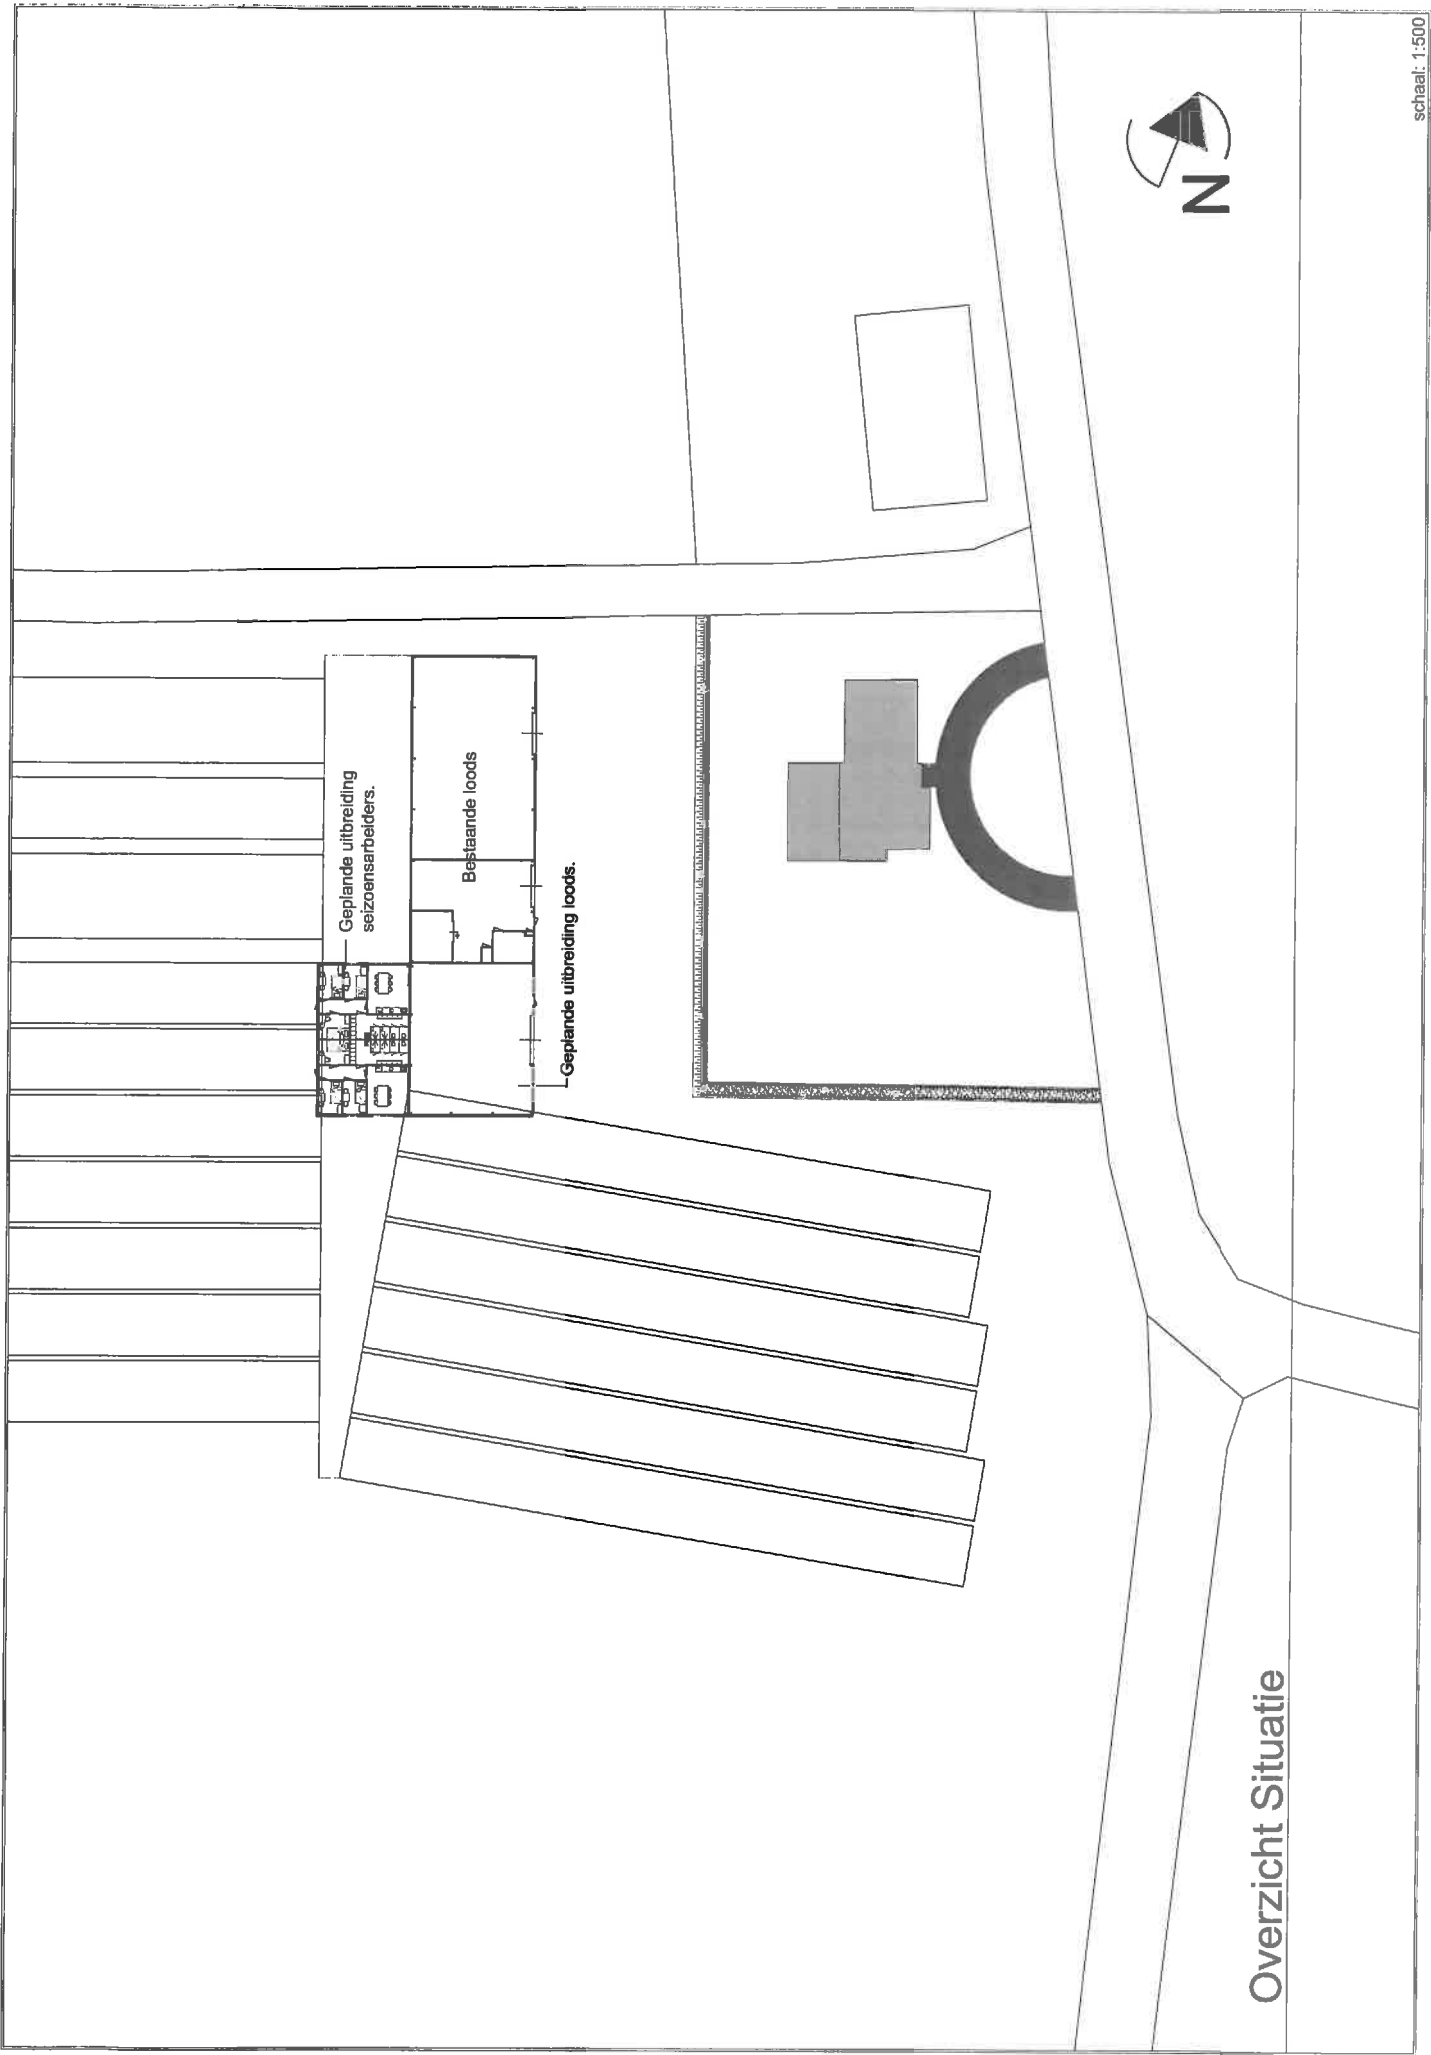 Geplande uitbreiding
seizoensarbeiders.
Bestaande loods
Geplande uitbreiding loods.
N
Overzicht Situatie
schaal: 1:500